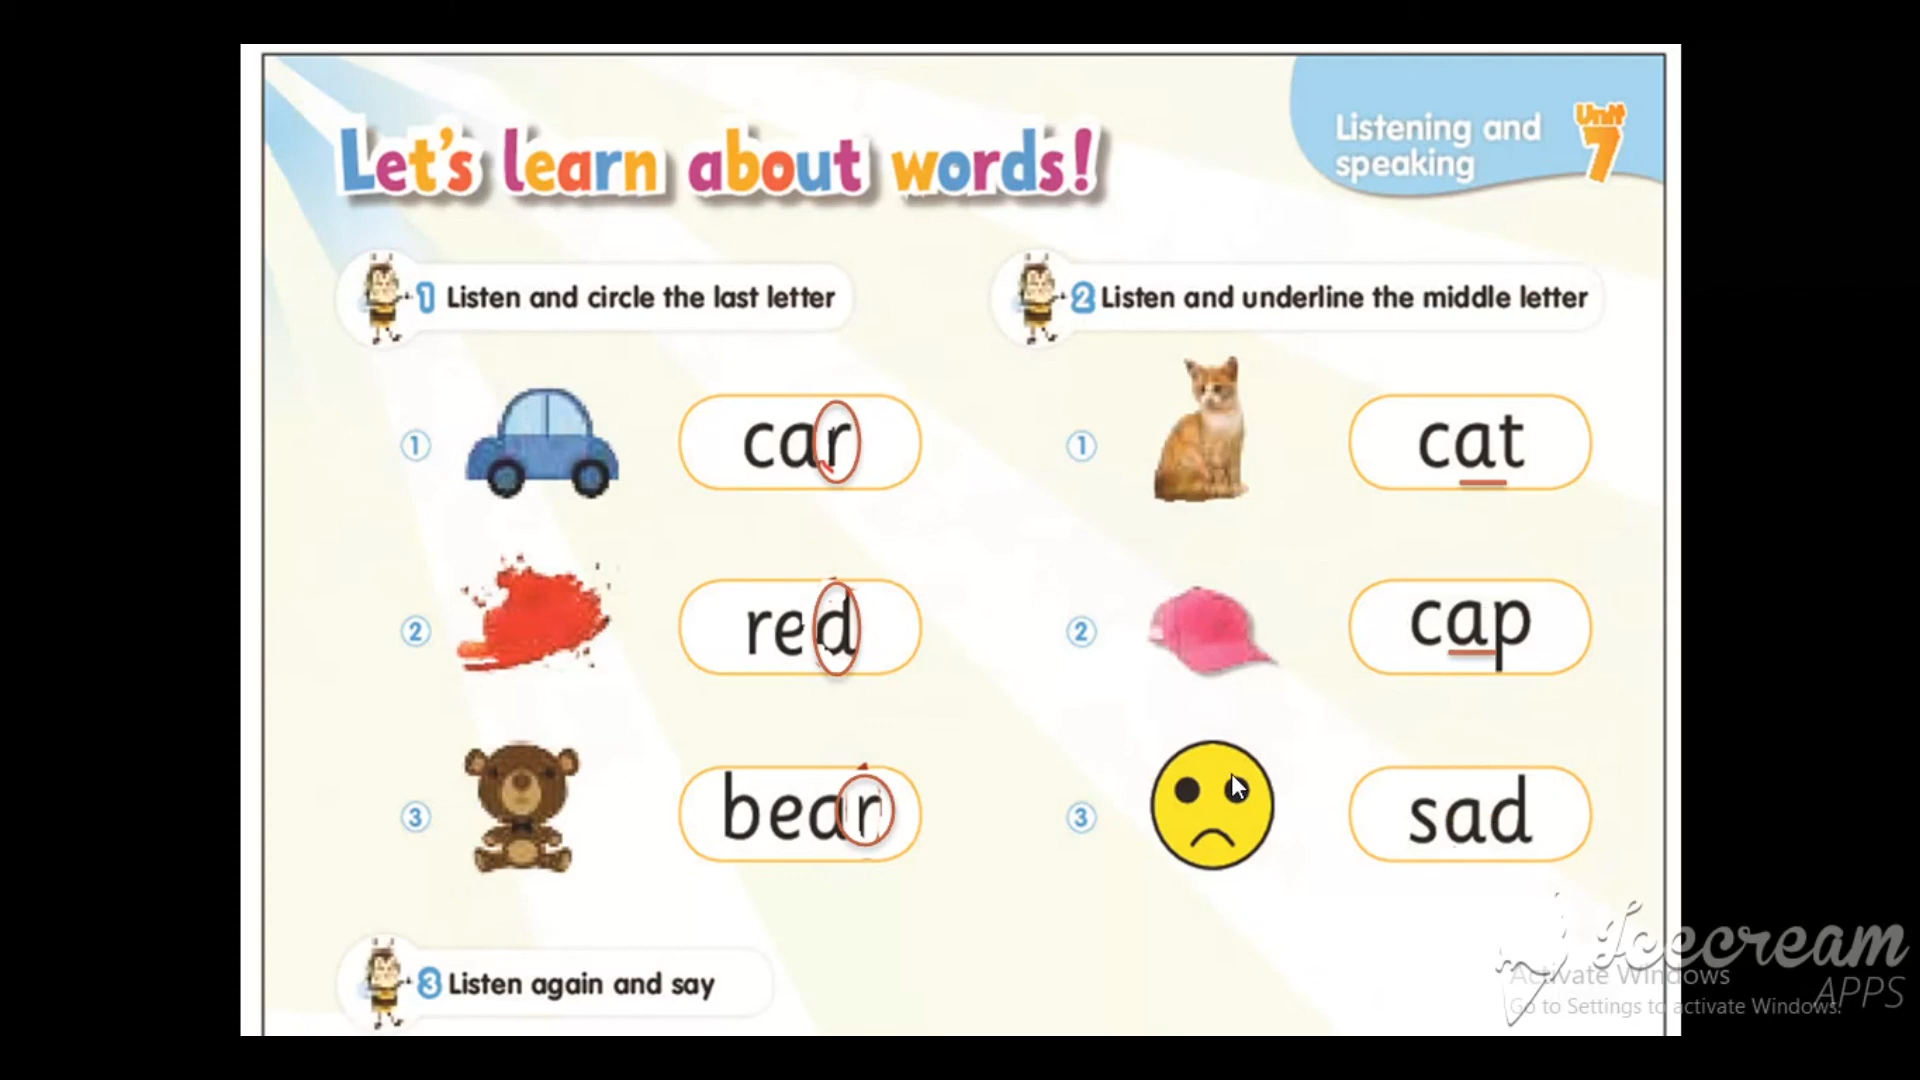 Let's learn about words!
Listening and
speaking
Unit
7
1 Listen and circle the last letter
1 car
2 red
3 bear
2 Listen and underline the middle letter
1 cat
2 cap
3 sad
3 Listen again and say
Icecream
APPS
Activate Windows
Go to Settings to activate Windows.